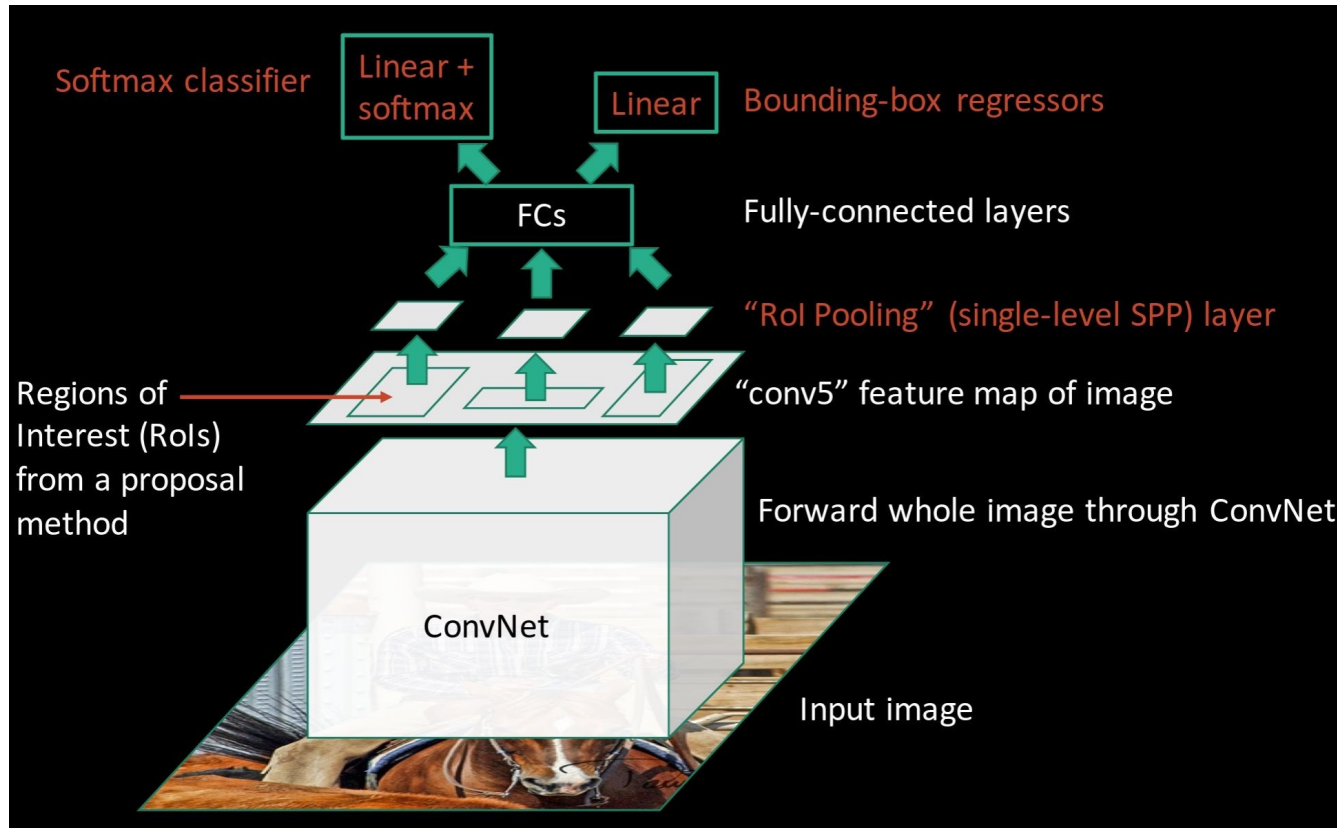 Softmax classifier
Linear +
softmax
Linear
Bounding-box regressors
FCs
Fully-connected layers
“RoI Pooling” (single-level SPP) layer
Regions of
Interest (RoIs)
from a proposal
method
“conv5” feature map of image
Forward whole image through ConvNet
ConvNet
Input image